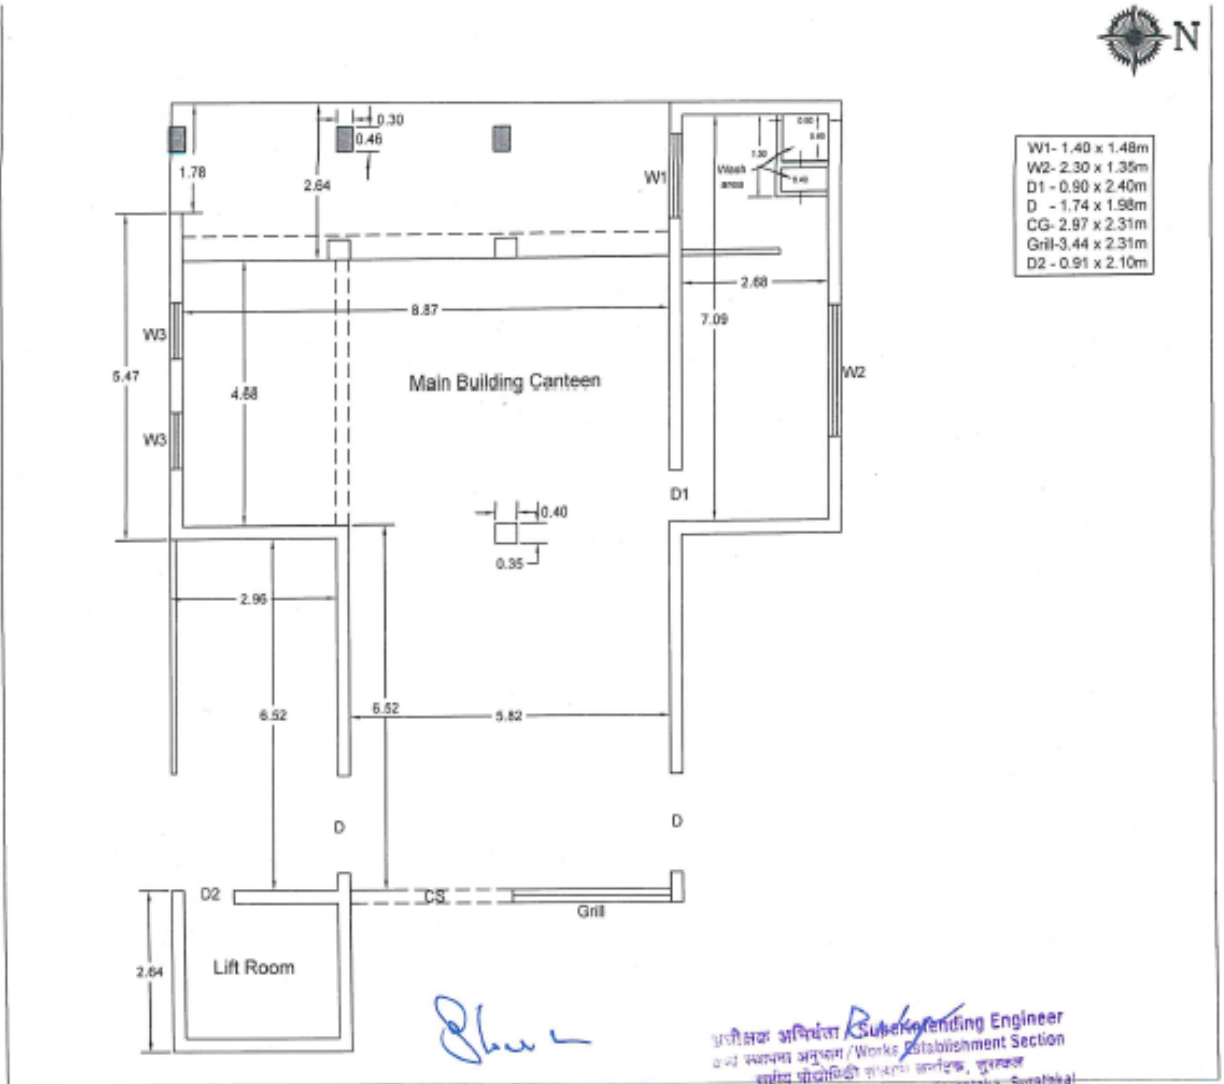 N
0.30
0.46
1.78
2.64
W1
Wash
area
W1- 1.40 x 1.48m
W2- 2.30 x 1.35m
D1 - 0.90 x 2.40m
D - 1.74 x 1.98m
CG- 2.97 x 2.31m
Grill-3.44 x 2.31m
D2 - 0.91 x 2.10m
2.68
8.87
7.09
W3
5.47
Main Building Canteen
W2
4.68
W3
D1
0.40
0.35
2.96
6.52
6.52
5.82
D
D
D2
CS
Grill
2.64
Lift Room
अधीक्षक अभियंता / Superintending Engineer
अनुभाग / Works Establishment Section